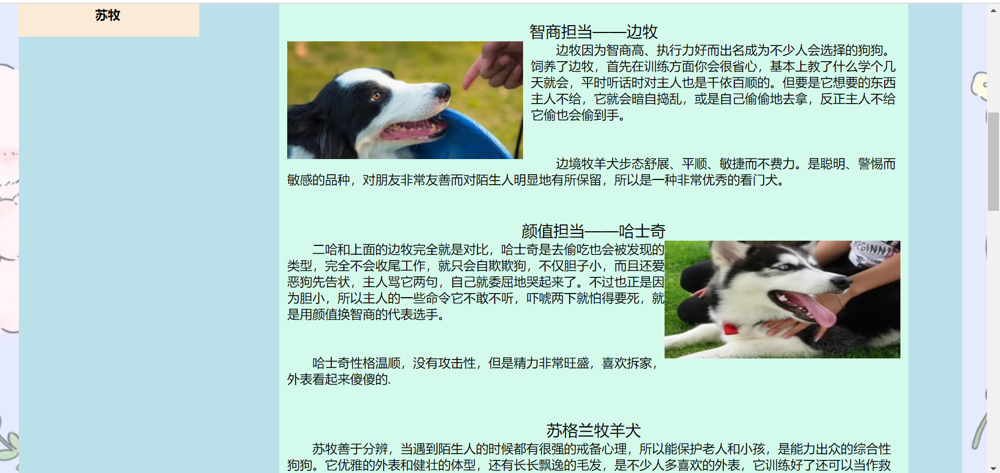 苏牧
智商担当——边牧
边牧因为智商高、执行力好而出名成为不少人会选择的狗狗。
饲养了边牧，首先在训练方面你会很省心，基本上教了什么学个几
天就会，平时听话时对主人也是千依百顺的。但要是它想要的东西
主人不给，它就会暗自捣乱，或是自己偷偷地去拿，反正主人不给
它偷也会偷到手。
边境牧羊犬步态舒展、平顺、敏捷而不费力。是聪明、警惕而
敏感的品种，对朋友非常友善而对陌生人明显地有所保留，所以是一种非常优秀的看门犬。
颜值担当——哈士奇
二哈和上面的边牧完全就是对比，哈士奇是去偷吃也会被发现的
类型，完全不会收尾工作，就只会自欺欺狗，不仅胆子小，而且还爱
恶狗先告状，主人骂它两句，自己就委屈地哭起来了。不过也正是因
为胆小，所以主人的一些命令它不敢不听，吓唬两下就怕得要死，就
是用颜值换智商的代表选手。
哈士奇性格温顺，没有攻击性，但是精力非常旺盛，喜欢拆家，
外表看起来傻傻的.
苏格兰牧羊犬
苏牧善于分辨，当遇到陌生人的时候都有很强的戒备心理，所以能保护老人和小孩，是能力出众的综合性
狗狗。它优雅的外表和健壮的体型，还有长长飘逸的毛发，是不少人多喜欢的外表，它训练好了还可以当作救